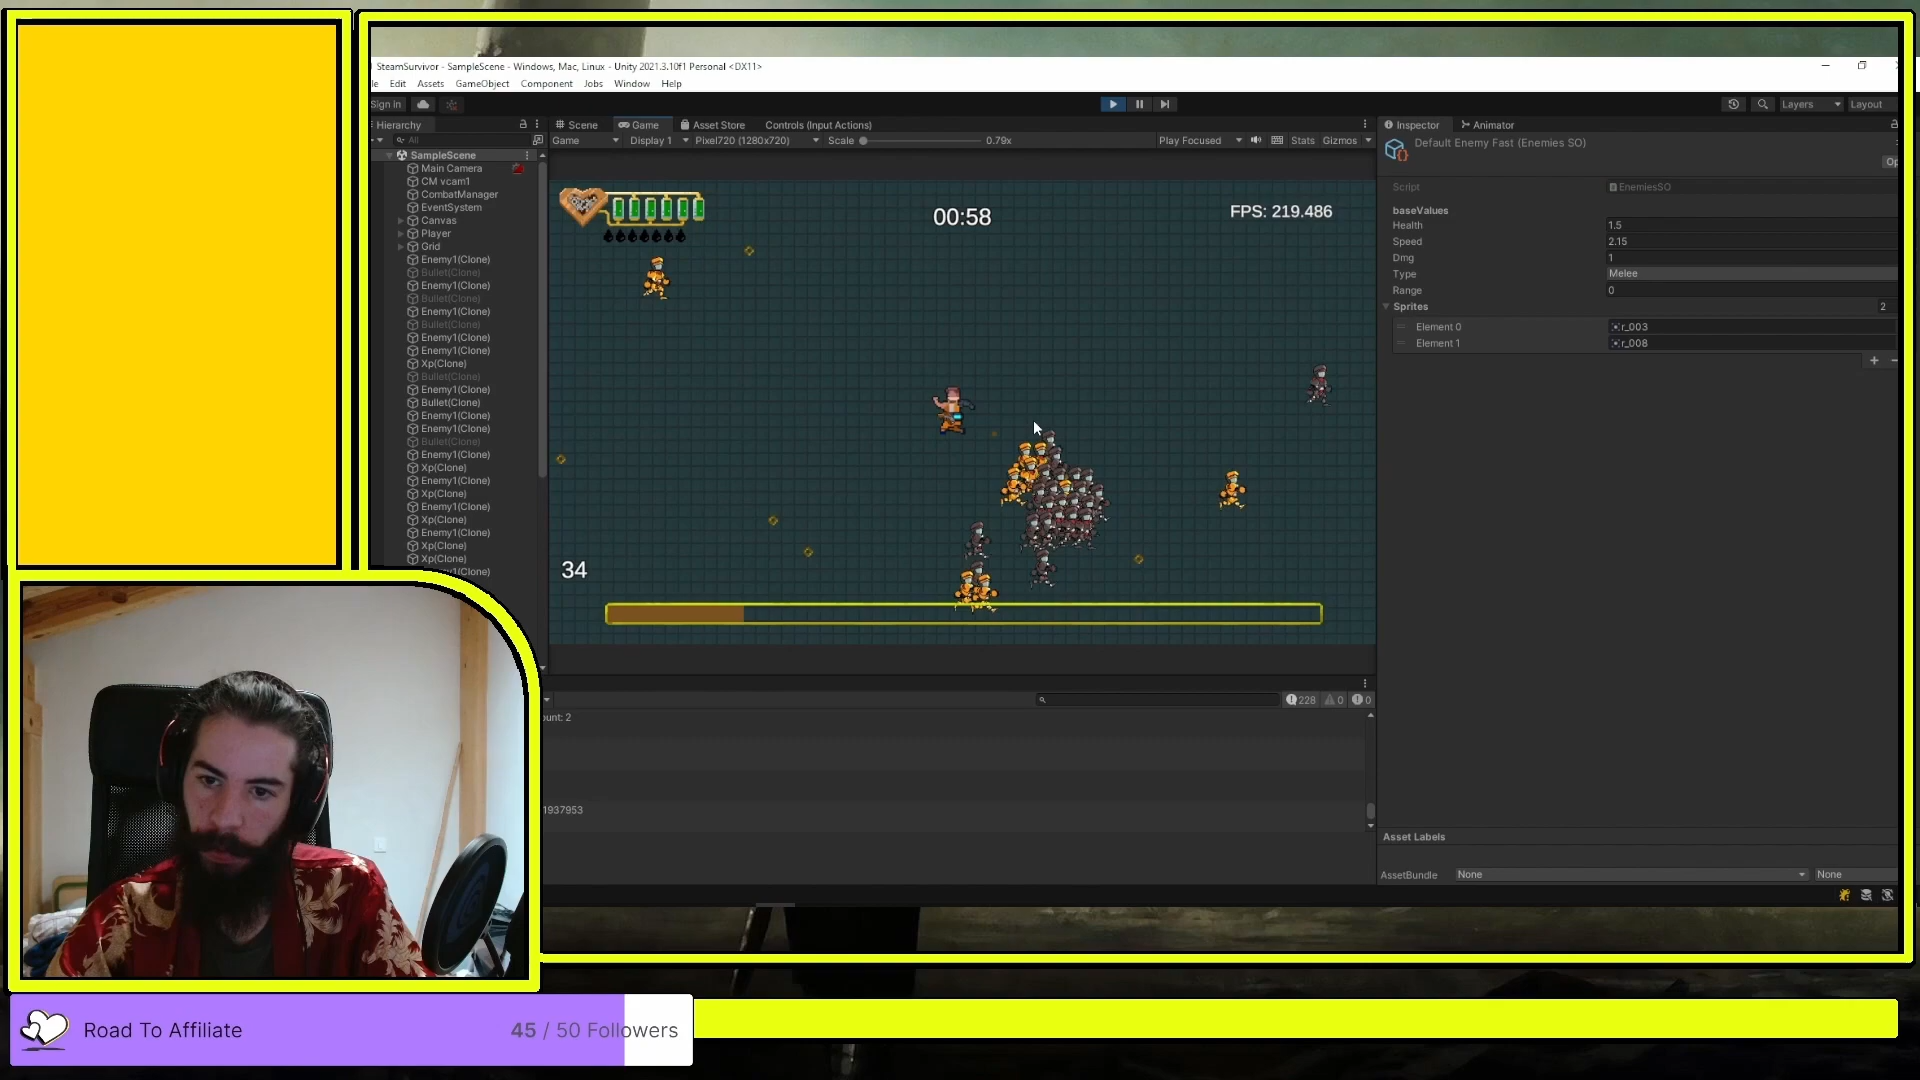 SteamSurvivor - SampleScene - Windows, Mac, Linux - Unity 2021.3.10f1 Personal <DX11>
Edit Assets GameObject Component Jobs Window Help
Sign in
Layers Layout
Hierarchy
Scene Game Asset Store Controls (Input Actions)
Inspector Animator
All
Game Display 1 Pixel720 (1280x720) Scale 0.79x Play Focused Stats Gizmos
Default Enemy Fast (Enemies SO)
SampleScene
Main Camera
CM vcam1
CombatManager
EventSystem
Canvas
Player
Grid
Enemy1(Clone)
Bullet(Clone)
Enemy1(Clone)
Bullet(Clone)
Enemy1(Clone)
Bullet(Clone)
Enemy1(Clone)
Enemy1(Clone)
Xp(Clone)
Bullet(Clone)
Enemy1(Clone)
Bullet(Clone)
Enemy1(Clone)
Enemy1(Clone)
Bullet(Clone)
Enemy1(Clone)
Xp(Clone)
Enemy1(Clone)
Xp(Clone)
Enemy1(Clone)
Xp(Clone)
Enemy1(Clone)
Xp(Clone)
Xp(Clone)
00:58
FPS: 219.486
34
Script EnemiesSO
baseValues
Health 1.5
Speed 2.15
Dmg 1
Type Melee
Range 0
Sprites 2
Element 0 r_003
Element 1 r_008
228 0 0
ount: 2
1937953
Asset Labels
AssetBundle None None
Road To Affiliate 45 / 50 Followers